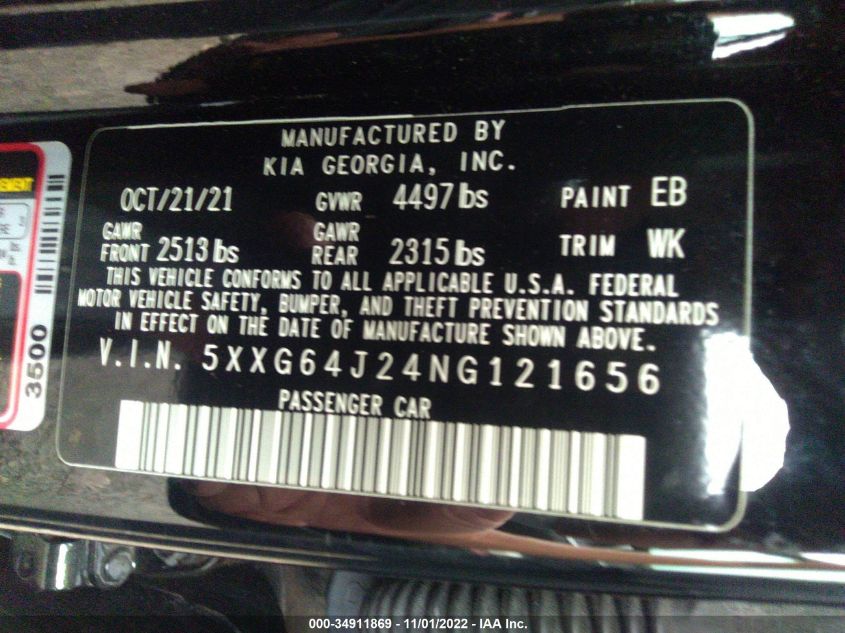 MANUFACTURED BY
KIA GEORGIA, INC.
OCT/21/21 GVWR 4497 lbs PAINT EB
GAWR FRONT 2513 lbs GAWR REAR 2315 lbs TRIM WK
THIS VEHICLE CONFORMS TO ALL APPLICABLE U.S.A. FEDERAL
MOTOR VEHICLE SAFETY, BUMPER, AND THEFT PREVENTION STANDARDS
IN EFFECT ON THE DATE OF MANUFACTURE SHOWN ABOVE.
V.I.N. 5XXG64J24NG121656
PASSENGER CAR
3500
000-34911869 - 11/01/2022 - IAA Inc.